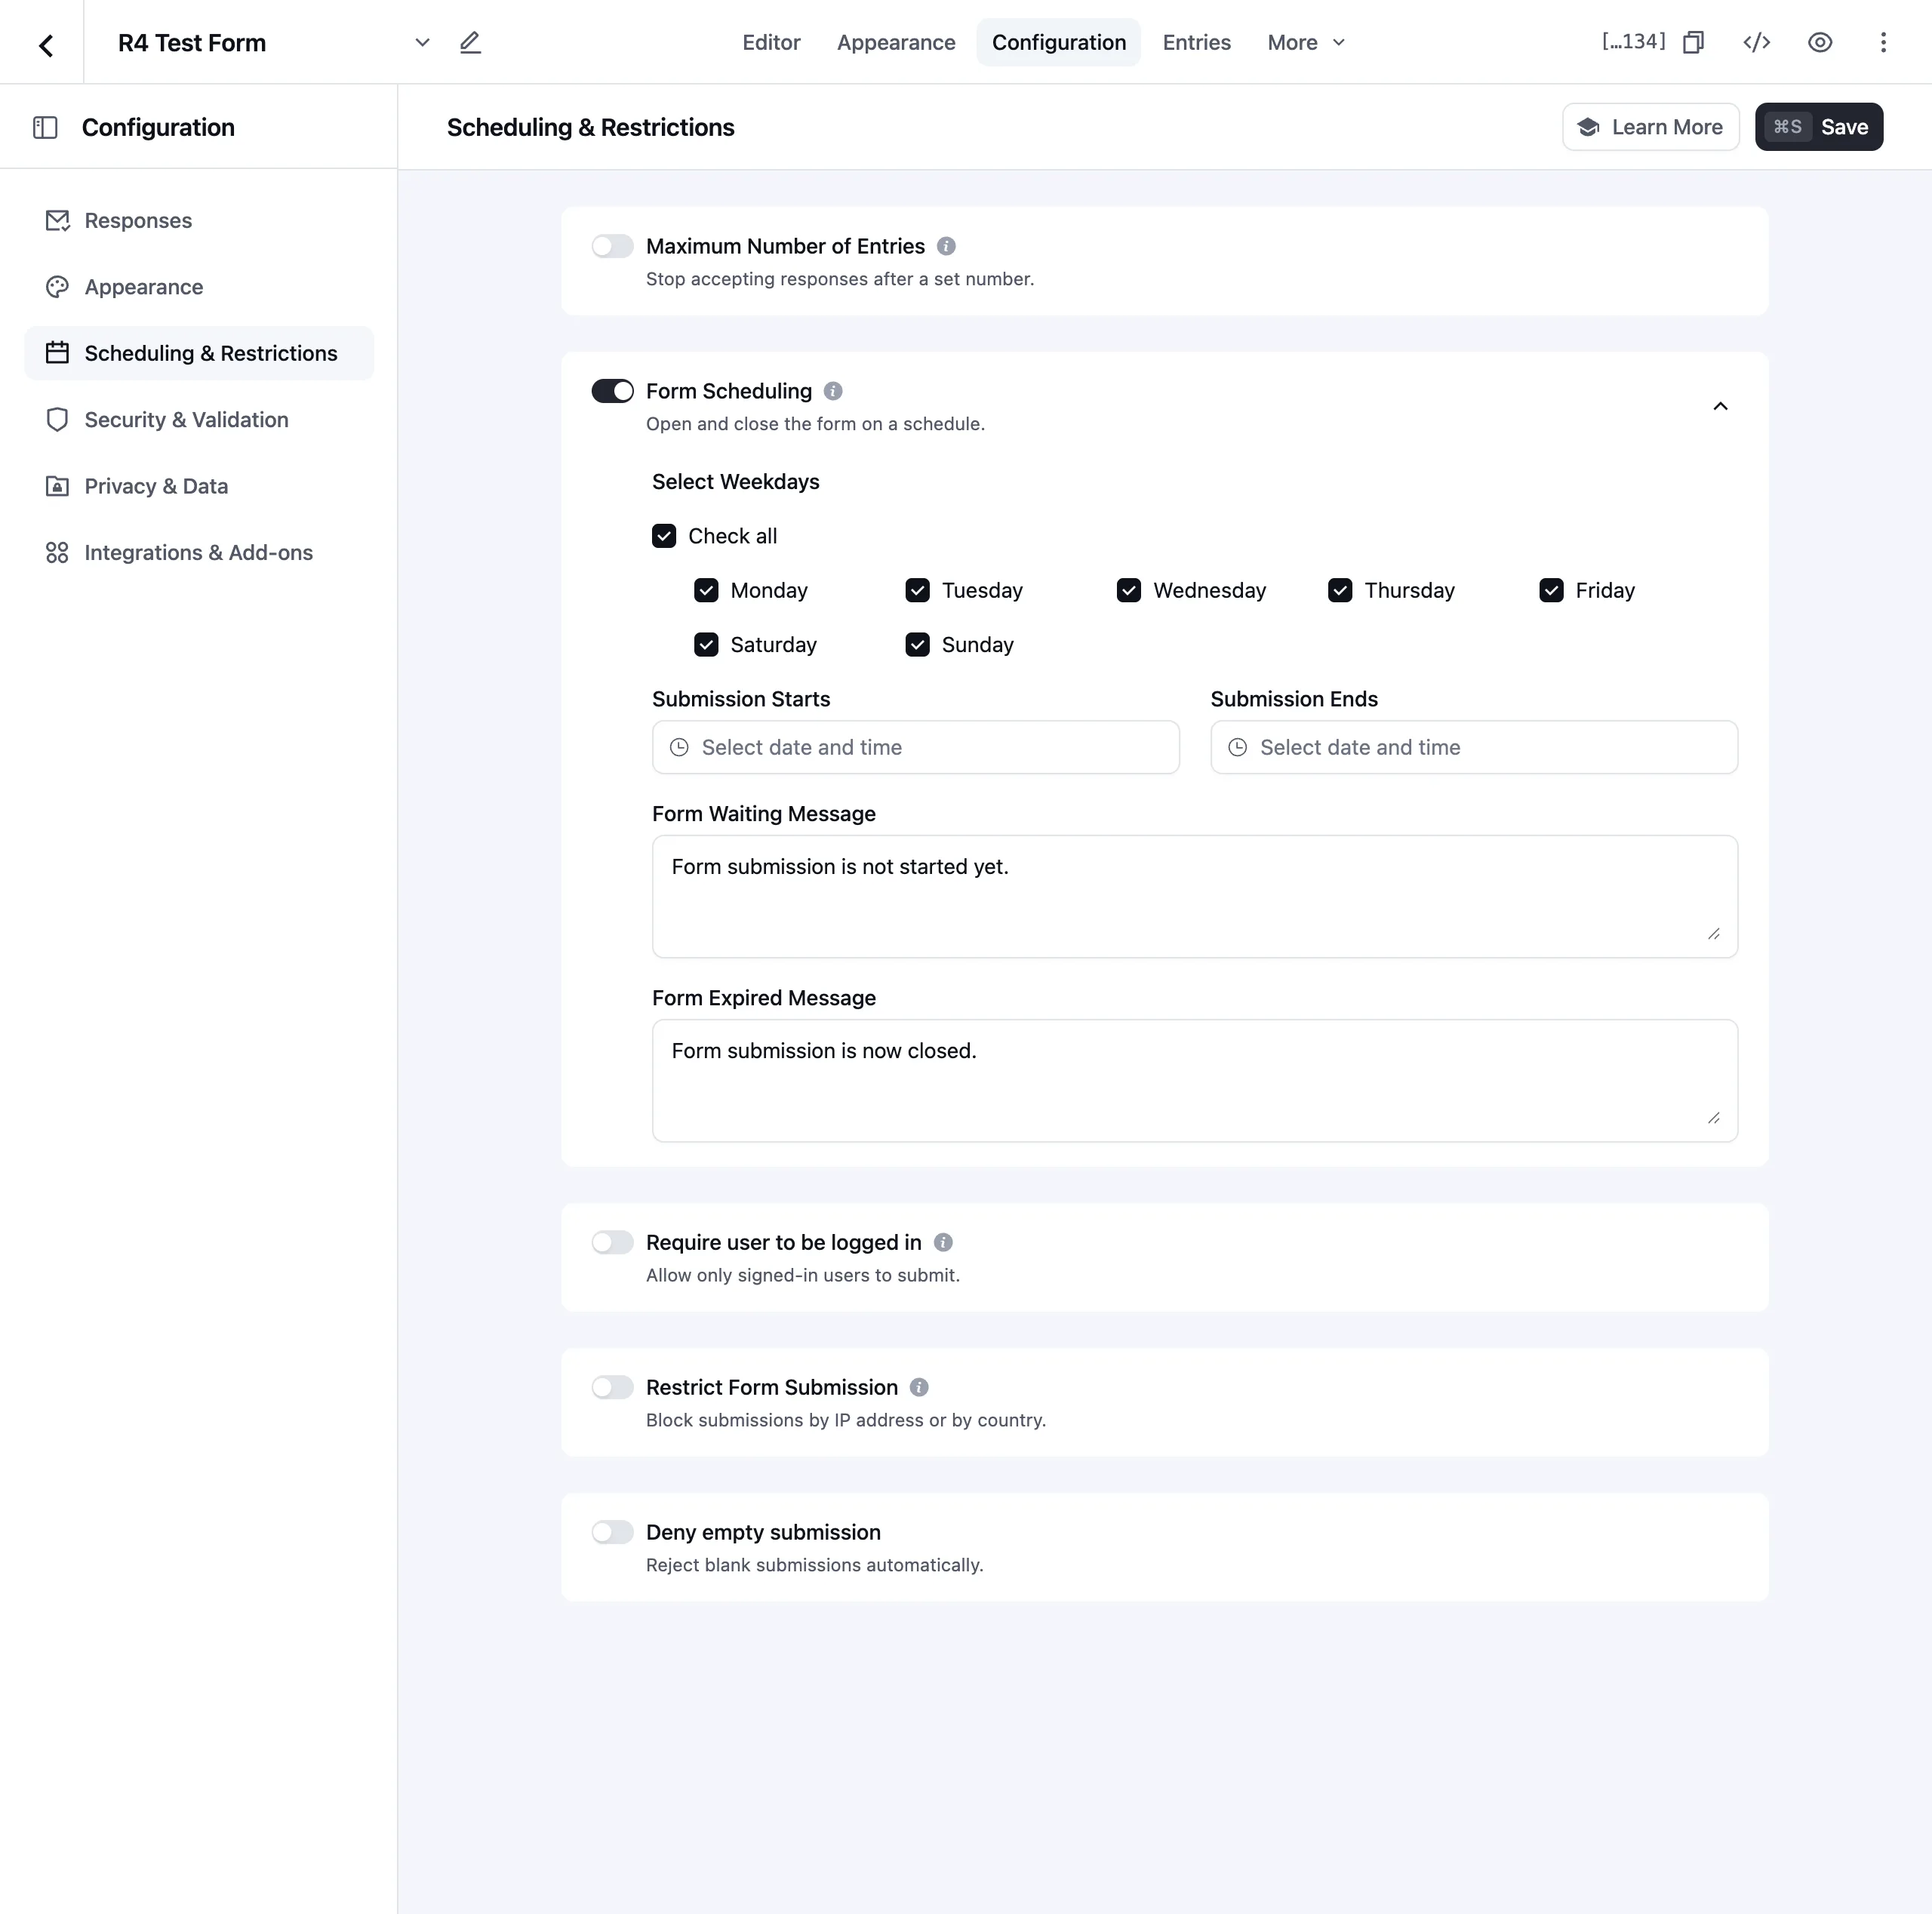 R4 Test Form
Editor
Appearance
Configuration
Entries
More
[…134]
Configuration
Scheduling & Restrictions
Learn More
⌘S Save
Responses
Appearance
Scheduling & Restrictions
Security & Validation
Privacy & Data
Integrations & Add-ons
Maximum Number of Entries
Stop accepting responses after a set number.
Form Scheduling
Open and close the form on a schedule.
Select Weekdays
Check all
Monday
Tuesday
Wednesday
Thursday
Friday
Saturday
Sunday
Submission Starts
Submission Ends
Select date and time
Select date and time
Form Waiting Message
Form submission is not started yet.
Form Expired Message
Form submission is now closed.
Require user to be logged in
Allow only signed-in users to submit.
Restrict Form Submission
Block submissions by IP address or by country.
Deny empty submission
Reject blank submissions automatically.